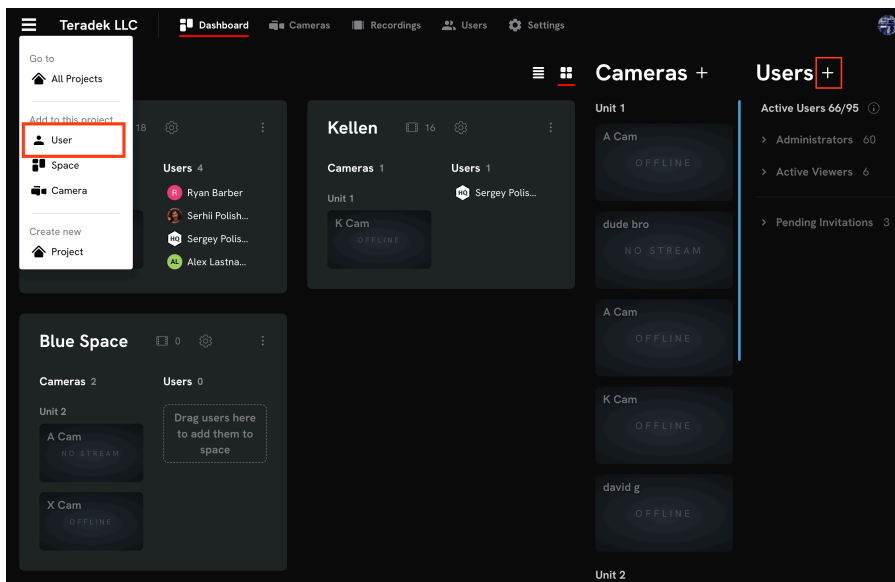 Teradek LLC
Dashboard
Cameras
Recordings
Users
Settings
Go to
All Projects
Add to this project
User
Space
Camera
Create new
Project
18
Users 4
Ryan Barber
Serhii Polish...
HQ Sergey Polis...
AL Alex Lastna...
Kellen 16
Cameras 1
Users 1
Unit 1
HQ Sergey Polis...
K Cam
OFFLINE
Blue Space 0
Cameras 2
Users 0
Unit 2
A Cam
NO STREAM
X Cam
OFFLINE
Drag users here
to add them to
space
Cameras +
Unit 1
A Cam
OFFLINE
dude bro
NO STREAM
A Cam
OFFLINE
K Cam
OFFLINE
david g
OFFLINE
Unit 2
Users +
Active Users 66/95
Administrators 60
Active Viewers 6
Pending Invitations 3